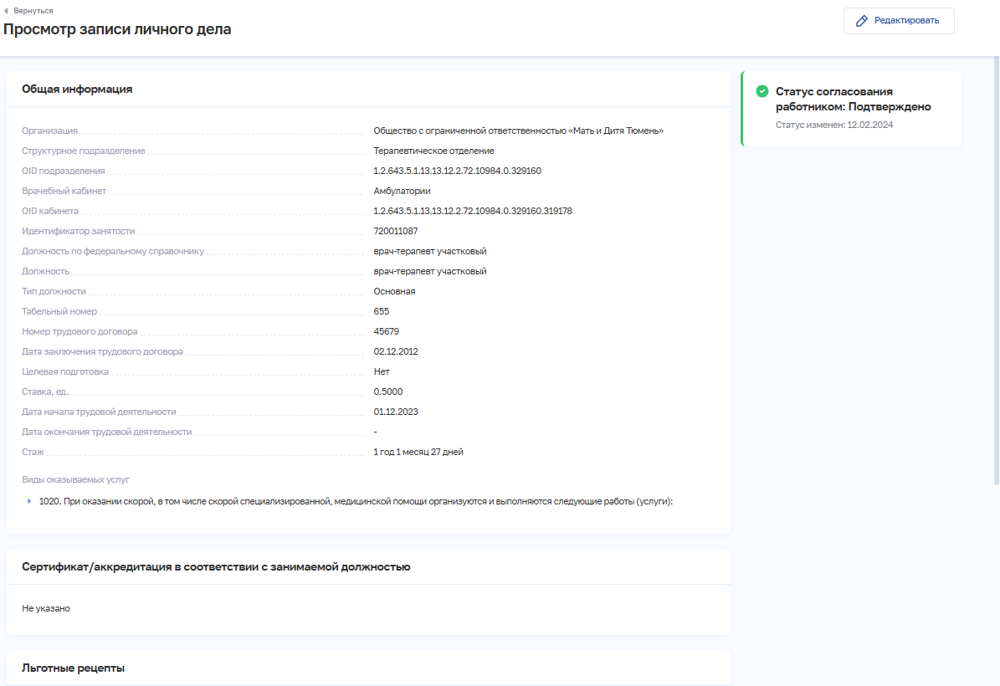 Вернуться
Просмотр записи личного дела
Редактировать
Общая информация
Организация Общество с ограниченной ответственностью «Мать и Дитя Тюмень»
Структурное подразделение Терапевтическое отделение
OID подразделения 1.2.643.5.1.13.13.12.2.72.10984.0.329160
Врачебный кабинет Амбулатории
OID кабинета 1.2.643.5.1.13.13.12.2.72.10984.0.329160.319178
Идентификатор занятости 720011087
Должность по федеральному справочнику врач-терапевт участковый
Должность врач-терапевт участковый
Тип должности Основная
Табельный номер 655
Номер трудового договора 45679
Дата заключения трудового договора 02.12.2012
Целевая подготовка Нет
Ставка, ед. 0.5000
Дата начала трудовой деятельности 01.12.2023
Дата окончания трудовой деятельности -
Стаж 1 год 1 месяц 27 дней
Виды оказываемых услуг
1020. При оказании скорой, в том числе скорой специализированной, медицинской помощи организуются и выполняются следующие работы (услуги):
Сертификат/аккредитация в соответствии с занимаемой должностью
Не указано
Льготные рецепты
Статус согласования
работником: Подтверждено
Статус изменен: 12.02.2024